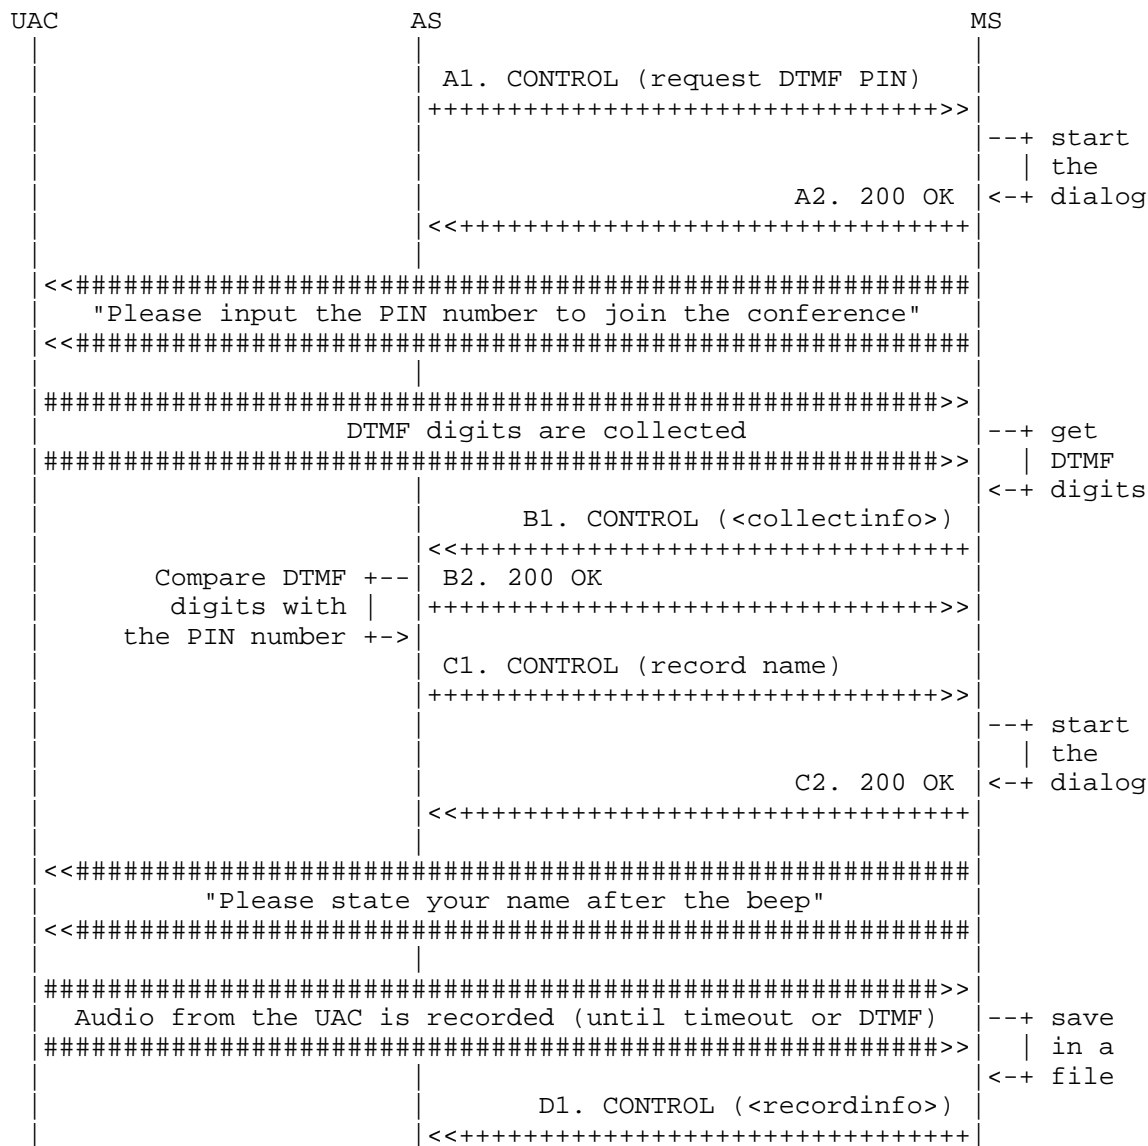 UAC AS MS
A1. CONTROL (request DTMF PIN)
++++++++++++++++++++++++++++++++>>
--+ start
| the
A2. 200 OK <-+ dialog
<<++++++++++++++++++++++++++++++++
<<########################################################
"Please input the PIN number to join the conference"
<<########################################################
########################################################>>
DTMF digits are collected --+ get
########################################################>> | DTMF
<-+ digits
B1. CONTROL (<collectinfo>)
<<++++++++++++++++++++++++++++++++
Compare DTMF +-- B2. 200 OK
digits with | ++++++++++++++++++++++++++++++++>>
the PIN number +->
C1. CONTROL (record name)
++++++++++++++++++++++++++++++++>>
--+ start
| the
C2. 200 OK <-+ dialog
<<++++++++++++++++++++++++++++++++
<<########################################################
"Please state your name after the beep"
<<########################################################
########################################################>>
Audio from the UAC is recorded (until timeout or DTMF) --+ save
########################################################>> | in a
<-+ file
D1. CONTROL (<recordinfo>)
<<++++++++++++++++++++++++++++++++